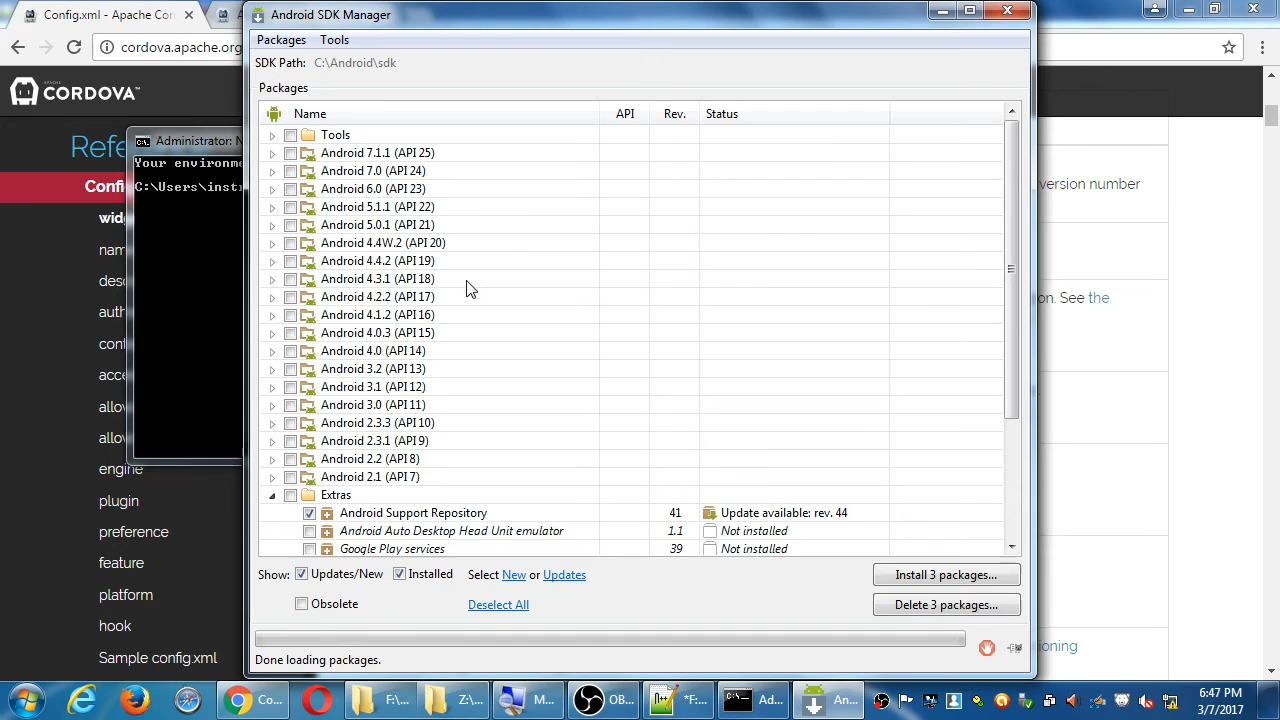 Config.xml - Apache Cor
Android SDK Manager
cordova.apache.org
Packages Tools
SDK Path: C:\Android\sdk
APACHE
CORDOVA™
Packages
Name API Rev. Status
Tools
Android 7.1.1 (API 25)
Android 7.0 (API 24)
Android 6.0 (API 23)
Android 5.1.1 (API 22)
Android 5.0.1 (API 21)
Android 4.4W.2 (API 20)
Android 4.4.2 (API 19)
Android 4.3.1 (API 18)
Android 4.2.2 (API 17)
Android 4.1.2 (API 16)
Android 4.0.3 (API 15)
Android 4.0 (API 14)
Android 3.2 (API 13)
Android 3.1 (API 12)
Android 3.0 (API 11)
Android 2.3.3 (API 10)
Android 2.3.1 (API 9)
Android 2.2 (API 8)
Android 2.1 (API 7)
Extras
Android Support Repository 41 Update available: rev. 44
Android Auto Desktop Head Unit emulator 1.1 Not installed
Google Play services 39 Not installed
Show: Updates/New Installed Select New or Updates
Install 3 packages...
Obsolete Deselect All
Delete 3 packages...
Done loading packages.
Refe
Confi
widg
nam
desc
auth
cont
acce
allov
allov
engine
plugin
preference
feature
platform
hook
Sample config.xml
Administrator: N
Your environme
C:\Users\instr
version number
on. See the
ioning
Co...
F:\...
Z:\...
M...
OB...
*F:...
Ad...
An...
6:47 PM
3/7/2017